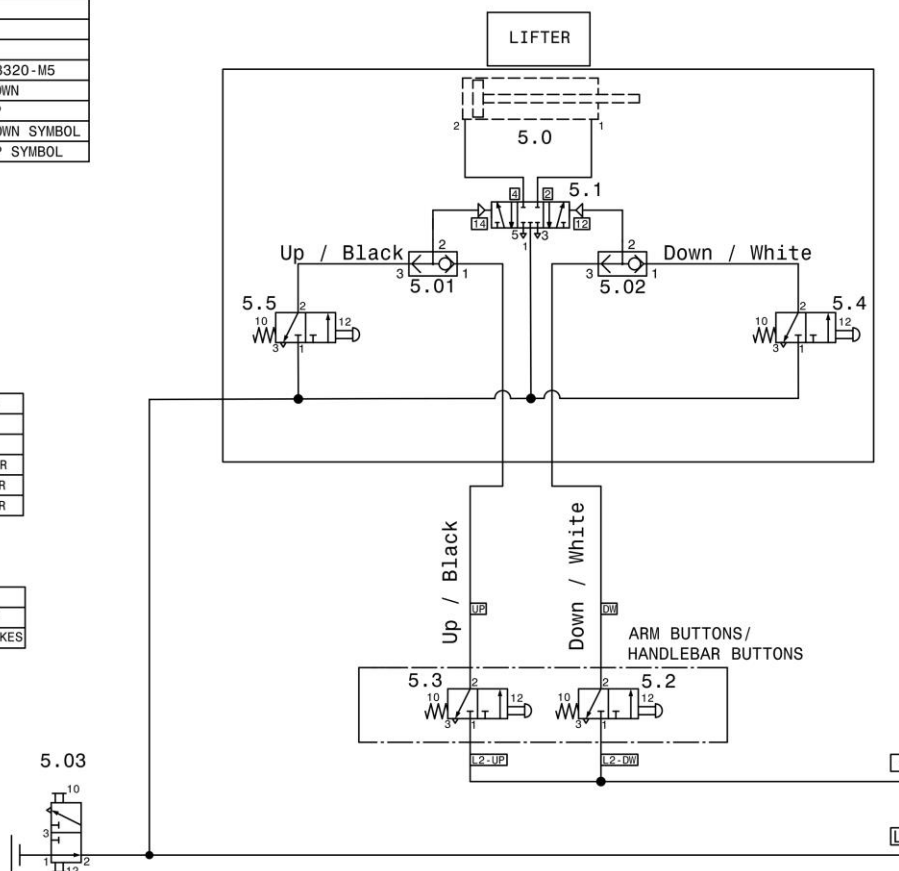 3320-M5
WN
WN SYMBOL
P SYMBOL
LIFTER
2
1
5.0
4
2
5.1
14
12
5
3
1
Up / Black
2
3
1
5.01
2
3
1
5.02
Down / White
5.5
2
10
12
3
1
5.4
2
10
12
3
1
R
R
R
KES
Up / Black
Down / White
UP
DW
ARM BUTTONS/
HANDLEBAR BUTTONS
5.3
2
10
12
3
1
5.2
2
10
12
3
1
L2-UP
L2-DW
5.03
10
3
1
2
12
L